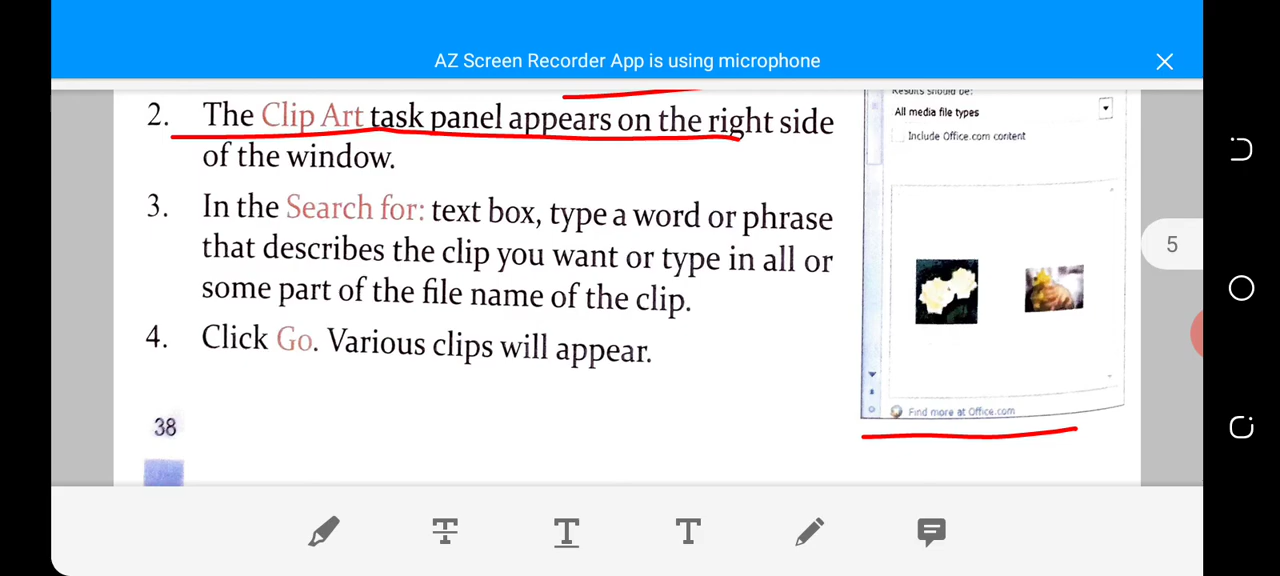 AZ Screen Recorder App is using microphone
2. The Clip Art task panel appears on the right side
of the window.
3. In the Search for: text box, type a word or phrase
that describes the clip you want or type in all or
some part of the file name of the clip.
4. Click Go. Various clips will appear.
38
Results should be:
All media file types
Include Office.com content
Find more at Office.com
5
T
T
T